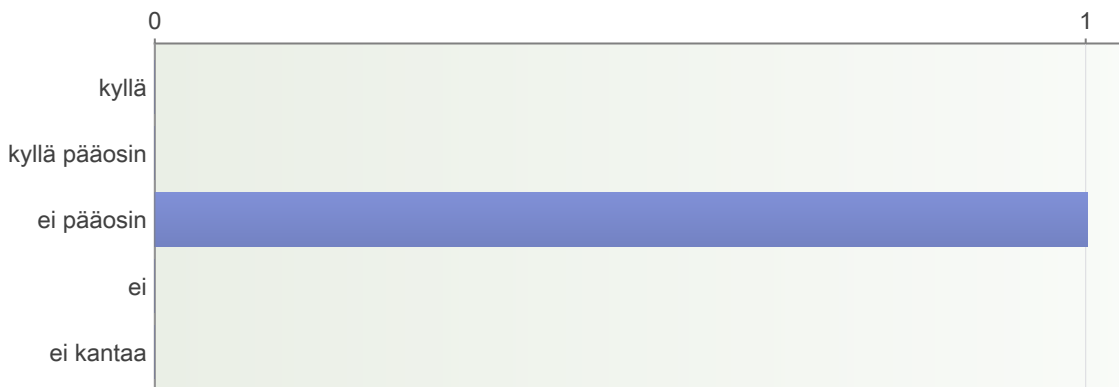 0 1
kyllä
kyllä pääosin
ei pääosin
ei
ei kantaa